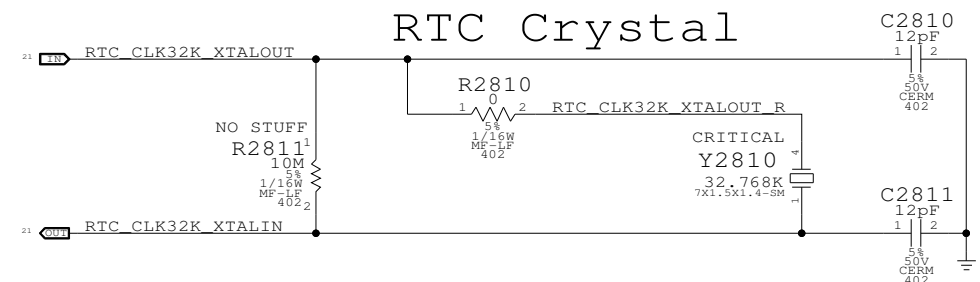 RTC Crystal
C2810
12pF
1 2
5%
50V
CERM
402
21 IN RTC_CLK32K_XTALOUT
R2810
0
1 2
5%
1/16W
MF-LF
402
RTC_CLK32K_XTALOUT_R
NO STUFF
R2811
1
10M
5%
1/16W
MF-LF
402
2
CRITICAL
4
Y2810
32.768K
7X1.5X1.4-SM
1
C2811
12pF
1 2
5%
50V
CERM
402
21 OUT RTC_CLK32K_XTALIN